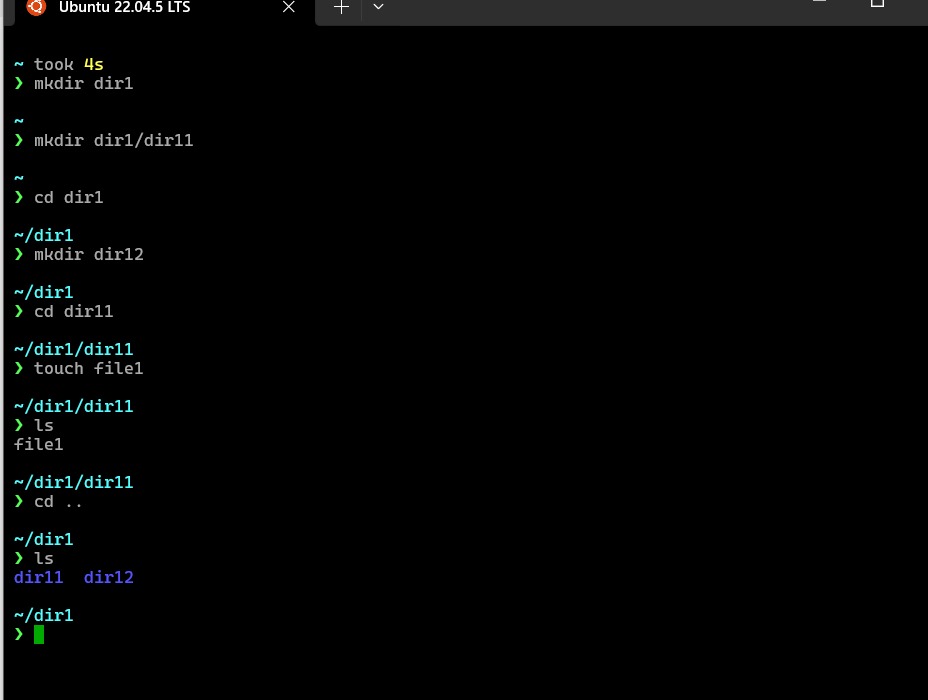 Ubuntu 22.04.5 LTS
~ took 4s
❯ mkdir dir1
~
❯ mkdir dir1/dir11
~
❯ cd dir1
~/dir1
❯ mkdir dir12
~/dir1
❯ cd dir11
~/dir1/dir11
❯ touch file1
~/dir1/dir11
❯ ls
file1
~/dir1/dir11
❯ cd ..
~/dir1
❯ ls
dir11  dir12
~/dir1
❯